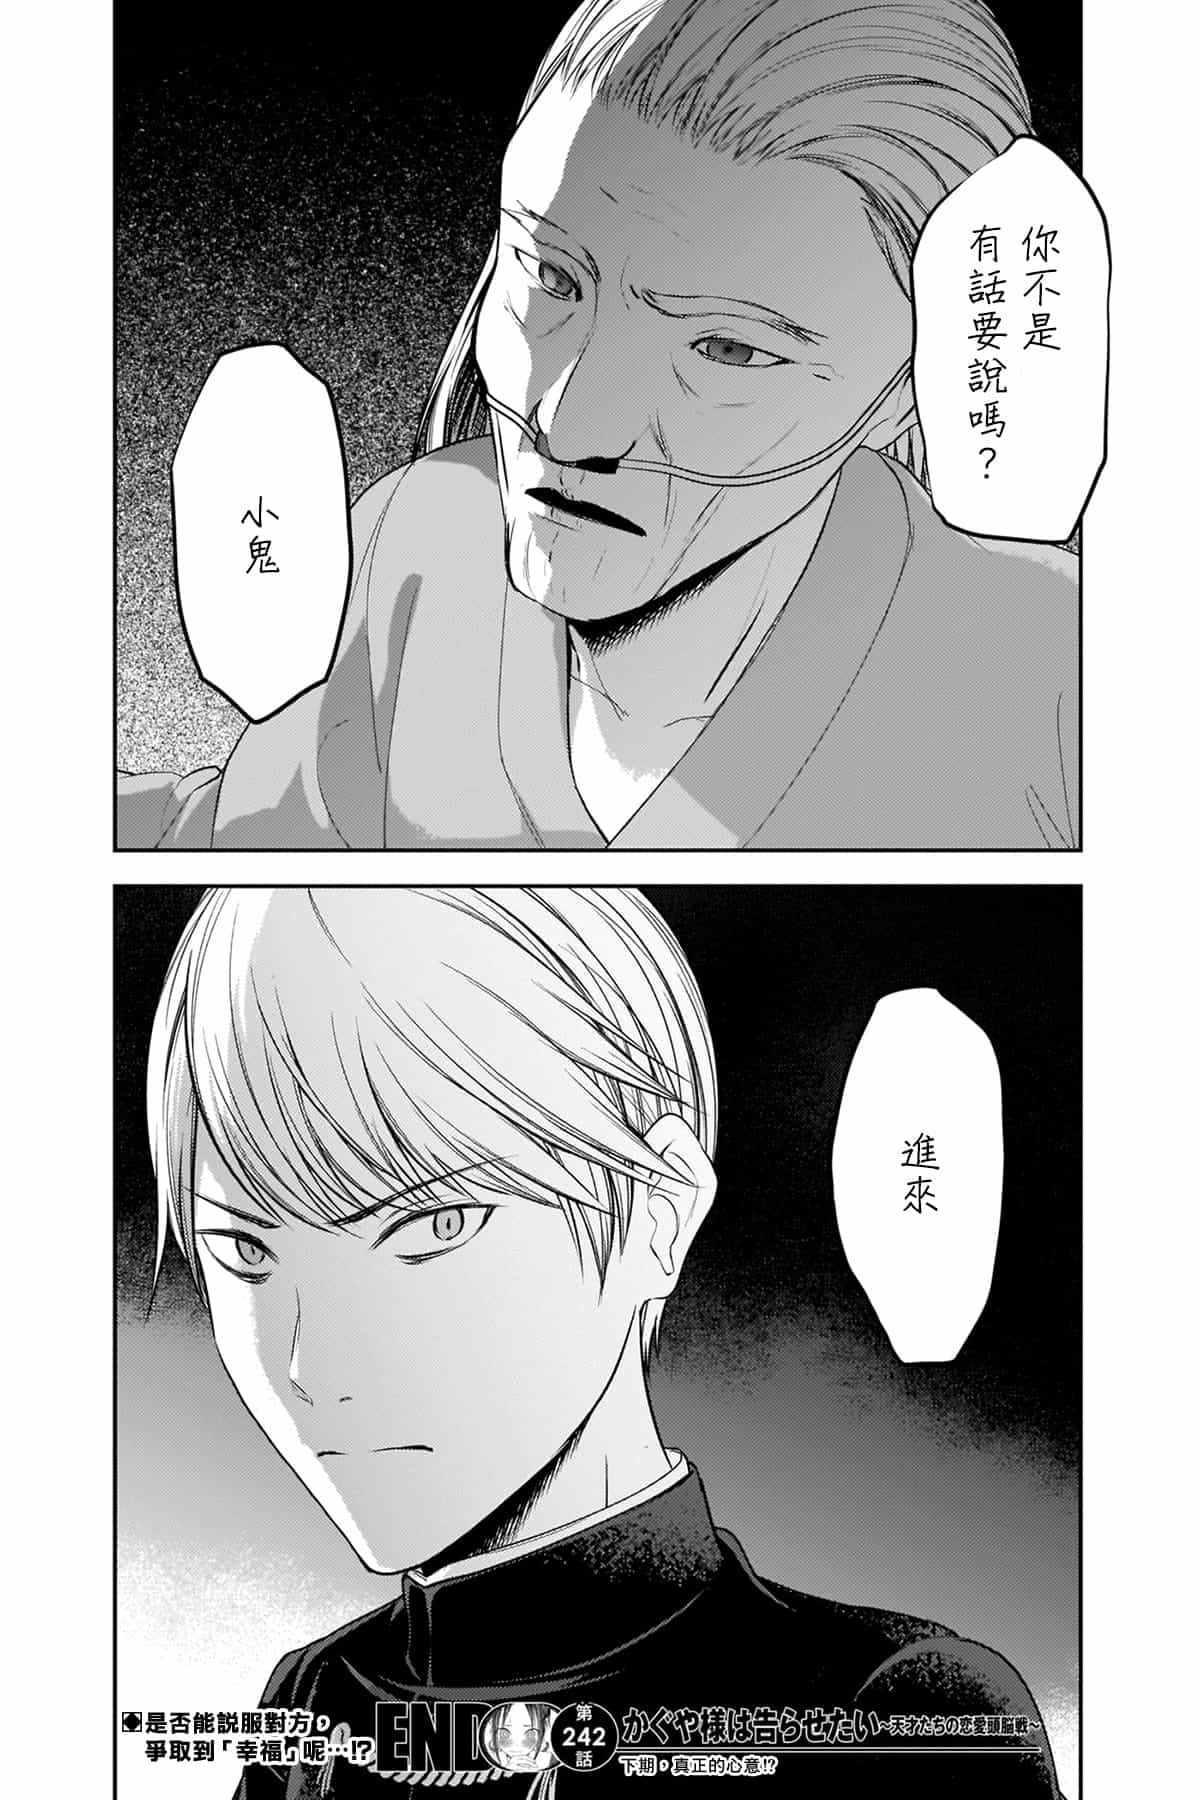 你不是
有話要說嗎？
小鬼
進來
◆是否能説服對方，
爭取到「幸福」呢…!?
END
第
242
話
かぐや様は告らせたい～天才たちの恋愛頭脳戦～
下期，真正的心意!?